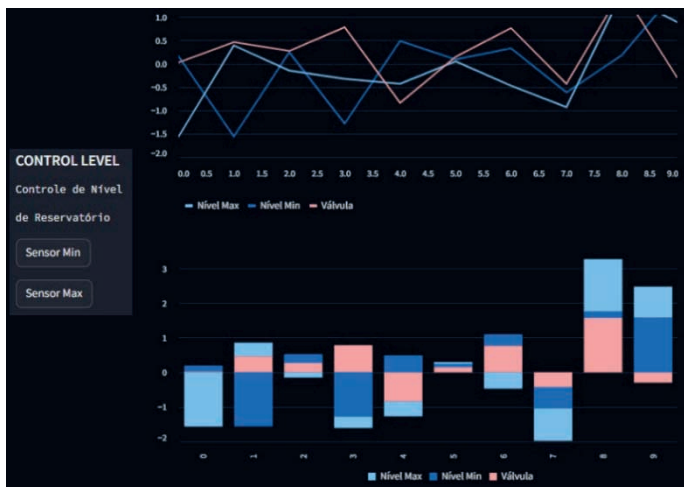 CONTROL LEVEL
Controle de Nível
de Reservatório
Sensor Min
Sensor Max
1.0
0.5
0.0
−0.5
−1.0
−1.5
−2.0
0.0 0.5 1.0 1.5 2.0 2.5 3.0 3.5 4.0 4.5 5.0 5.5 6.0 6.5 7.0 7.5 8.0 8.5 9.0
Nível Max Nível Min Válvula
3
2
1
0
−1
−2
0 1 2 3 4 5 6 7 8 9
Nível Max Nível Min Válvula